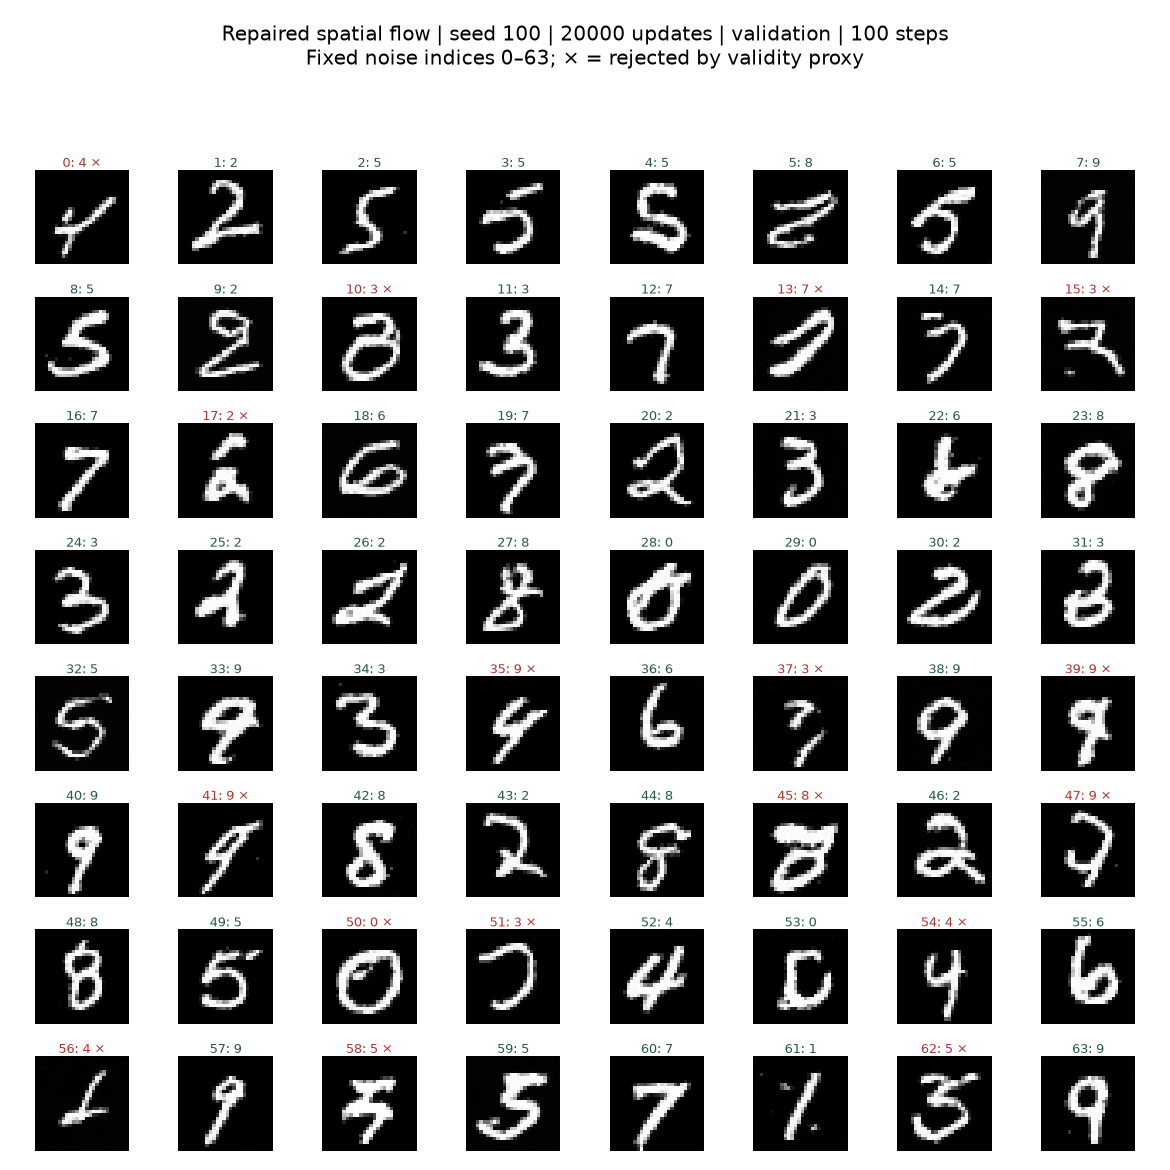 Repaired spatial flow | seed 100 | 20000 updates | validation | 100 steps
Fixed noise indices 0–63; × = rejected by validity proxy
0: 4 × 1: 2 2: 5 3: 5 4: 5 5: 8 6: 5 7: 9
8: 5 9: 2 10: 3 × 11: 3 12: 7 13: 7 × 14: 7 15: 3 ×
16: 7 17: 2 × 18: 6 19: 7 20: 2 21: 3 22: 6 23: 8
24: 3 25: 2 26: 2 27: 8 28: 0 29: 0 30: 2 31: 3
32: 5 33: 9 34: 3 35: 9 × 36: 6 37: 3 × 38: 9 39: 9 ×
40: 9 41: 9 × 42: 8 43: 2 44: 8 45: 8 × 46: 2 47: 9 ×
48: 8 49: 5 50: 0 × 51: 3 × 52: 4 53: 0 54: 4 × 55: 6
56: 4 × 57: 9 58: 5 × 59: 5 60: 7 61: 1 62: 5 × 63: 9